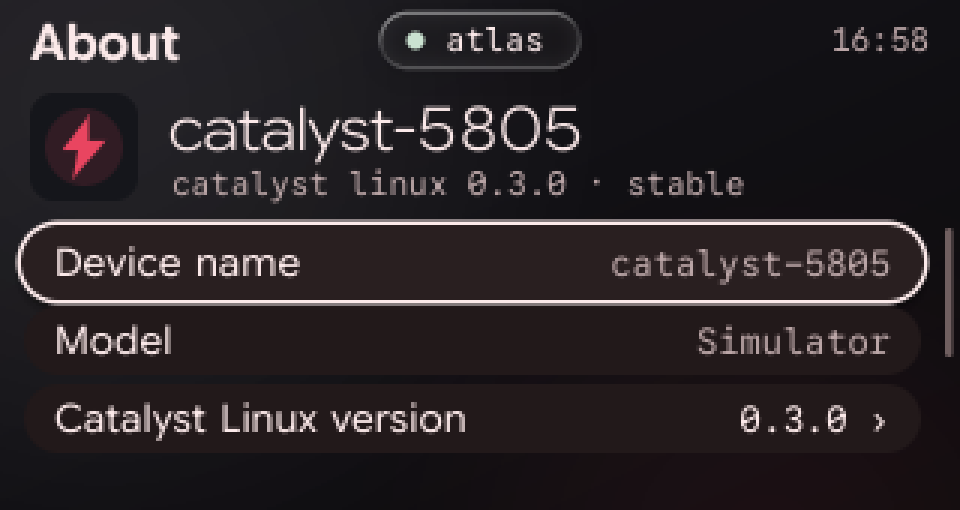 About
atlas
16:58
catalyst-5805
catalyst linux 0.3.0 · stable
Device name catalyst-5805
Model Simulator
Catalyst Linux version 0.3.0 ›